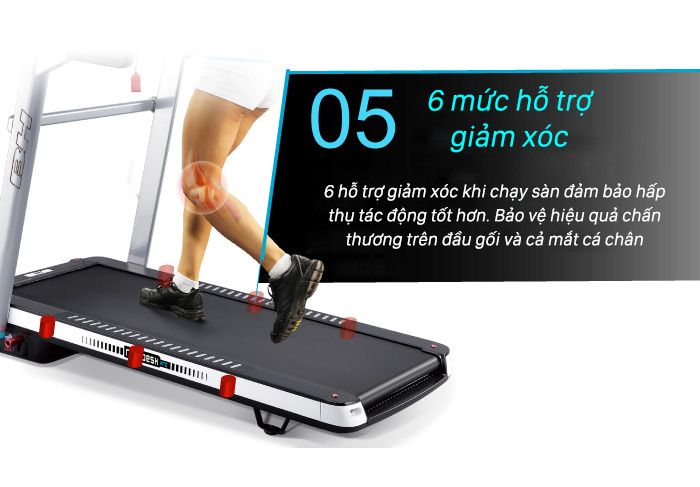 05
6 mức hỗ trợ
giảm xóc
6 hỗ trợ giảm xóc khi chạy sàn đảm bảo hấp
thụ tác động tốt hơn. Bảo vệ hiệu quả chấn
thương trên đầu gối và cả mắt cá chân
BH